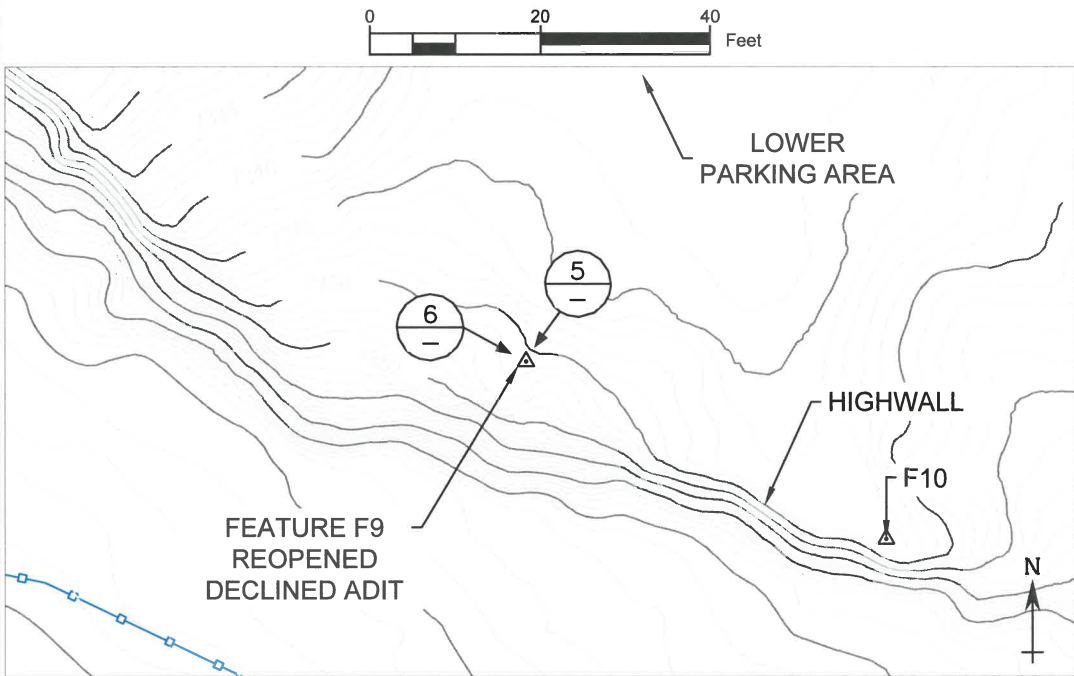 0 20 40
Feet
LOWER
PARKING AREA
5
–
6
–
HIGHWALL
F10
FEATURE F9
REOPENED
DECLINED ADIT
N